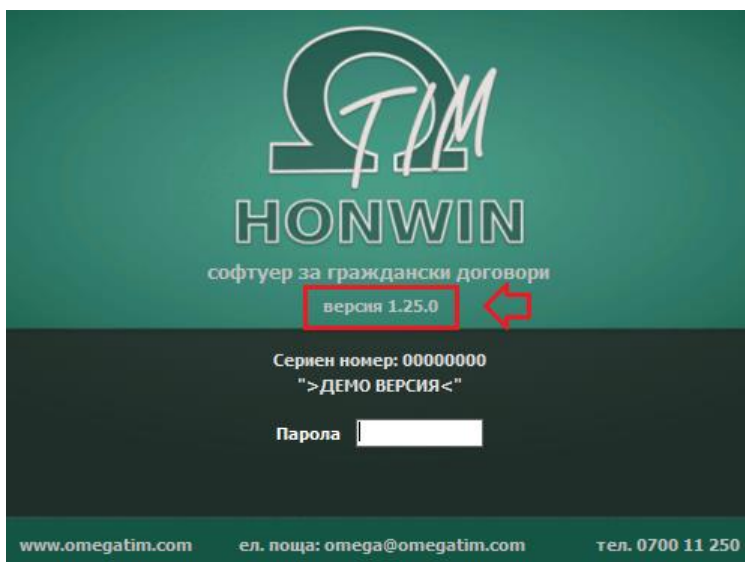 Ω TIM
HONWIN
софтуер за граждански договори
версия 1.25.0
Сериен номер: 00000000
">ДЕМО ВЕРСИЯ<"
Парола
www.omegatim.com ел. поща: omega@omegatim.com тел. 0700 11 250